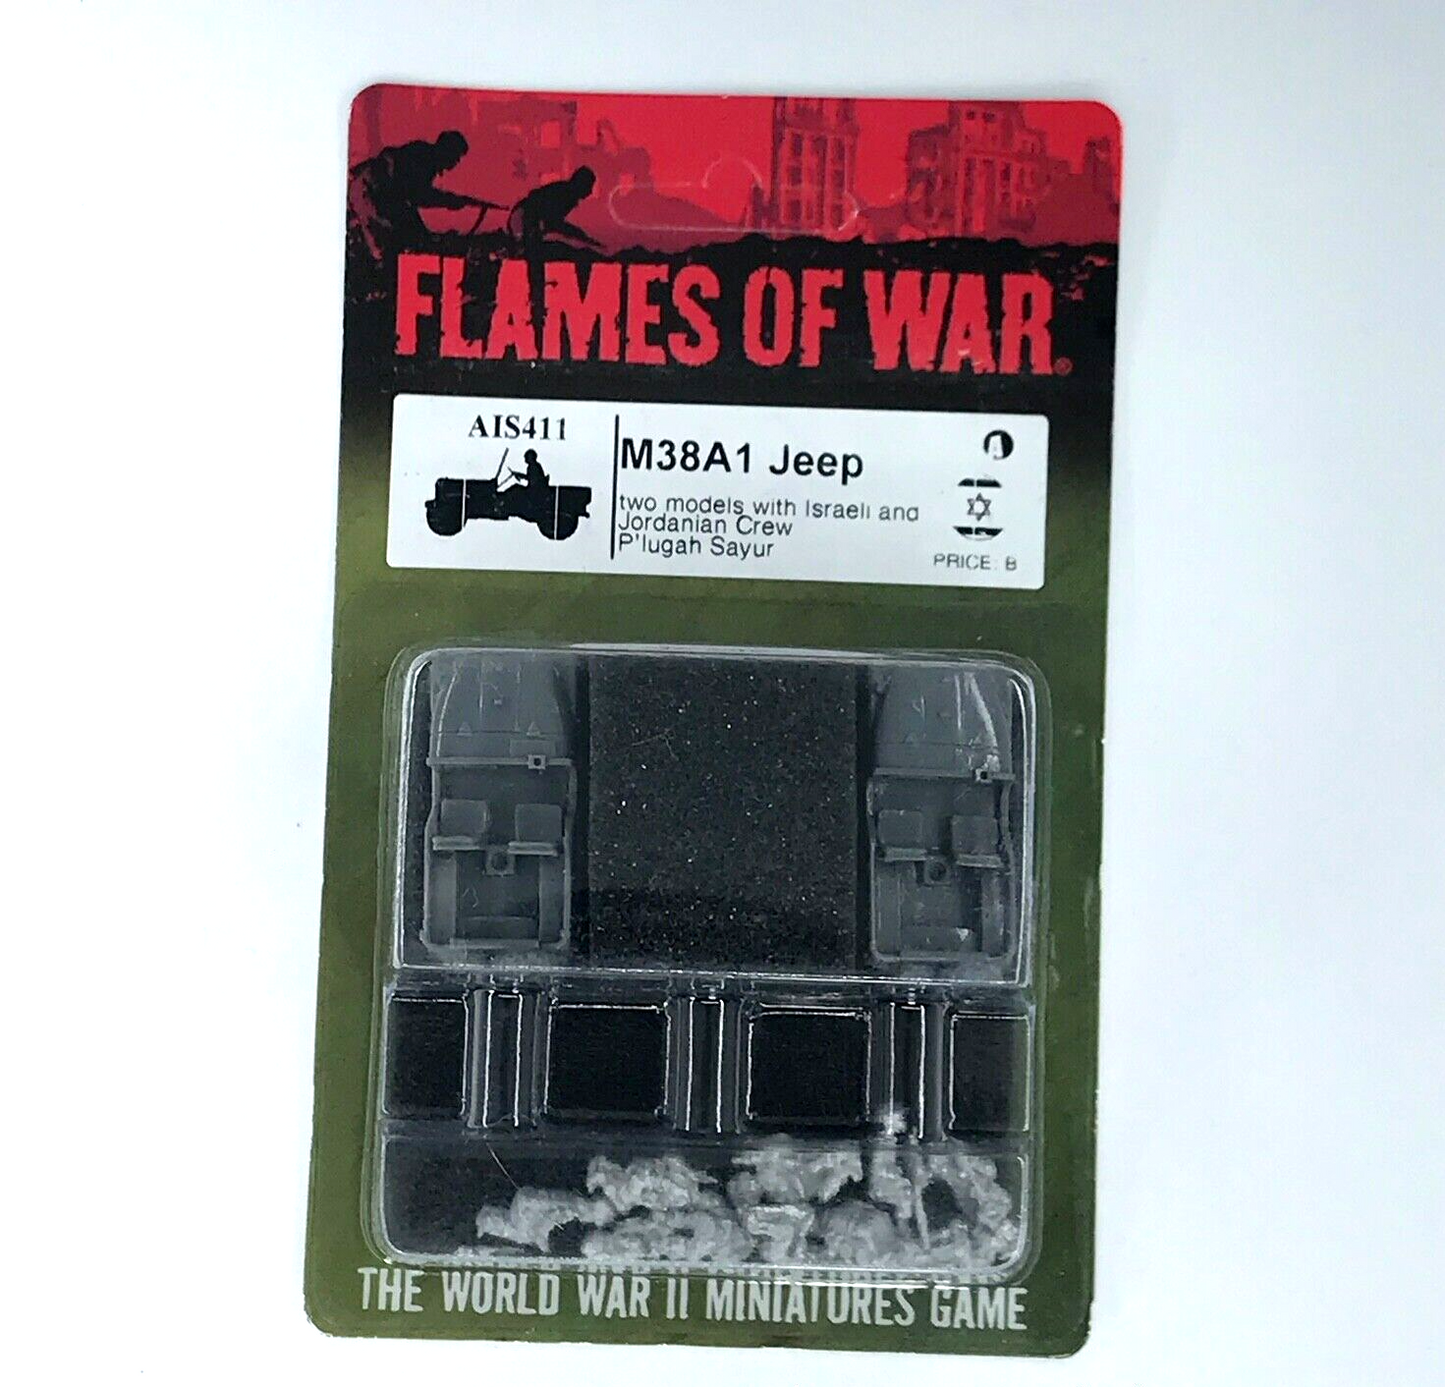 FLAMES OF WAR®
AIS411
M38A1 Jeep
two models with Israeli and
Jordanian Crew
P'lugah Sayur
PRICE: B
THE WORLD WAR II MINIATURES GAME